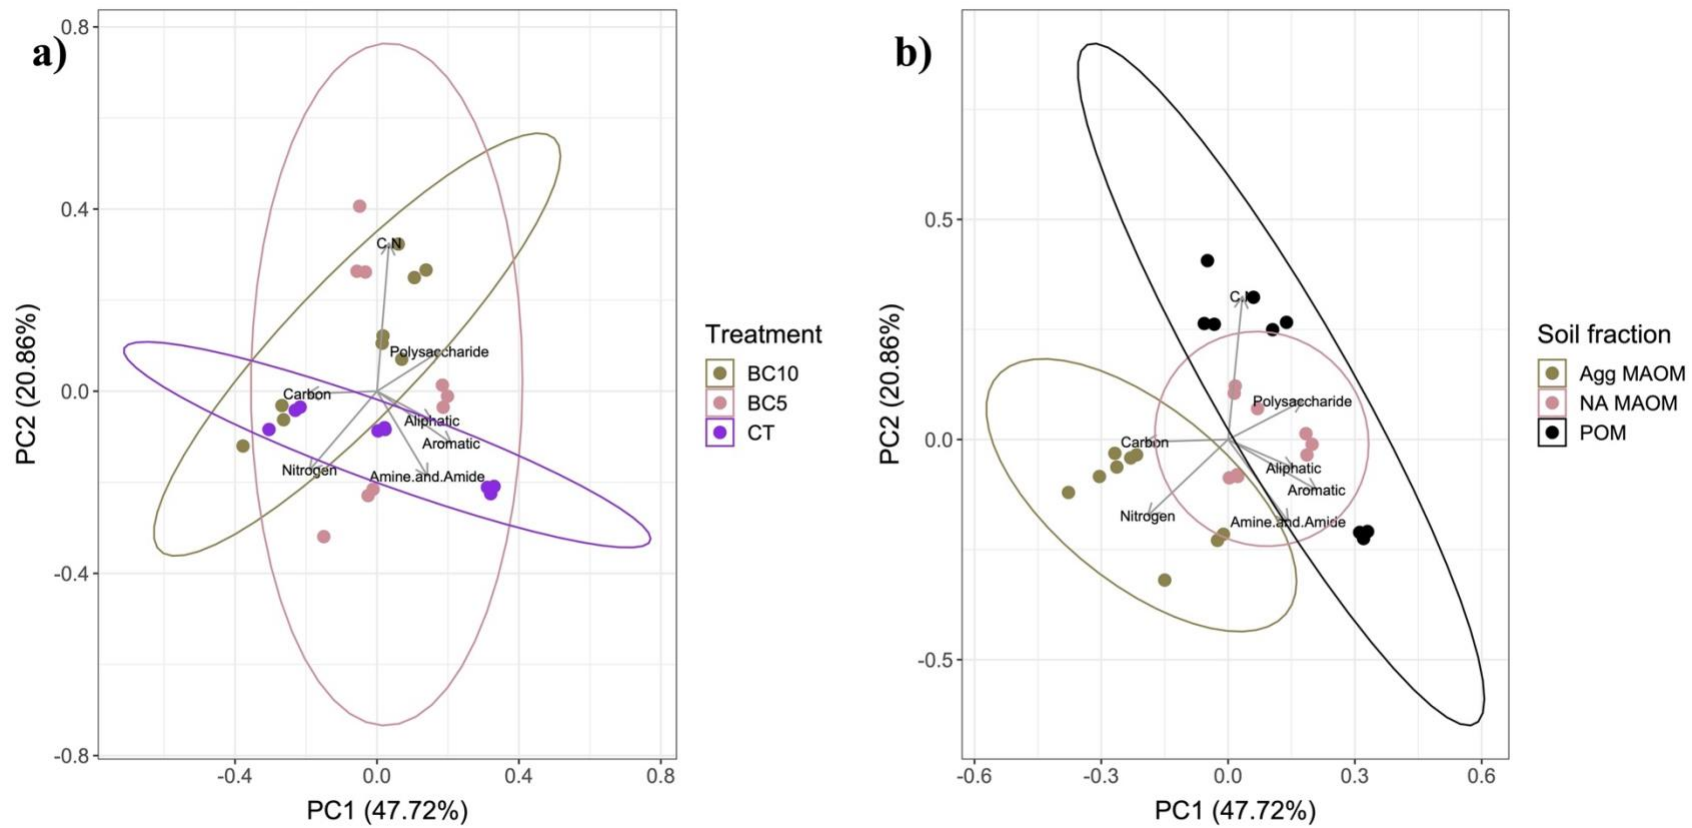 a)
0.8
0.4
0.0
-0.4
-0.8
-0.4
0.0
0.4
0.8
PC1 (47.72%)
PC2 (20.86%)
C.N
Polysaccharide
Carbon
Aliphatic
Aromatic
Nitrogen
Amine.and.Amide
Treatment
BC10
BC5
CT
b)
0.5
0.0
-0.5
-0.6
-0.3
0.0
0.3
0.6
PC1 (47.72%)
PC2 (20.86%)
C.N
Polysaccharide
Carbon
Aliphatic
Aromatic
Nitrogen
Amine.and.Amide
Soil fraction
Agg MAOM
NA MAOM
POM